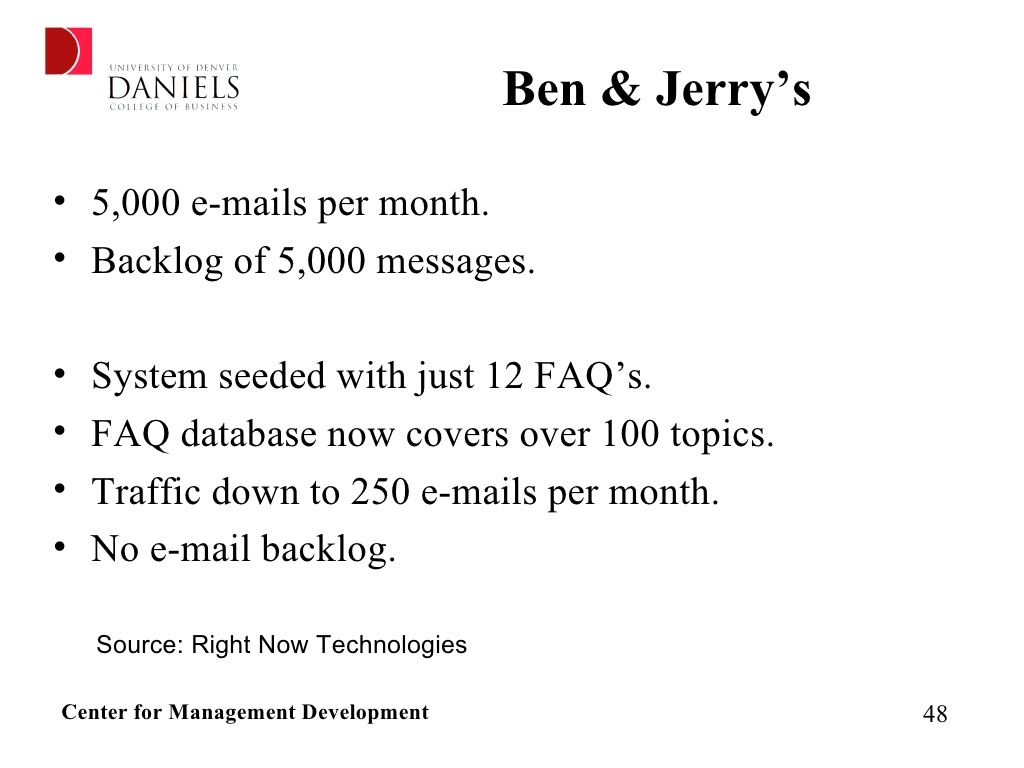 UNIVERSITY OF DENVER
DANIELS
COLLEGE OF BUSINESS
Ben & Jerry’s
• 5,000 e-mails per month.
• Backlog of 5,000 messages.
• System seeded with just 12 FAQ’s.
• FAQ database now covers over 100 topics.
• Traffic down to 250 e-mails per month.
• No e-mail backlog.
Source: Right Now Technologies
Center for Management Development
48